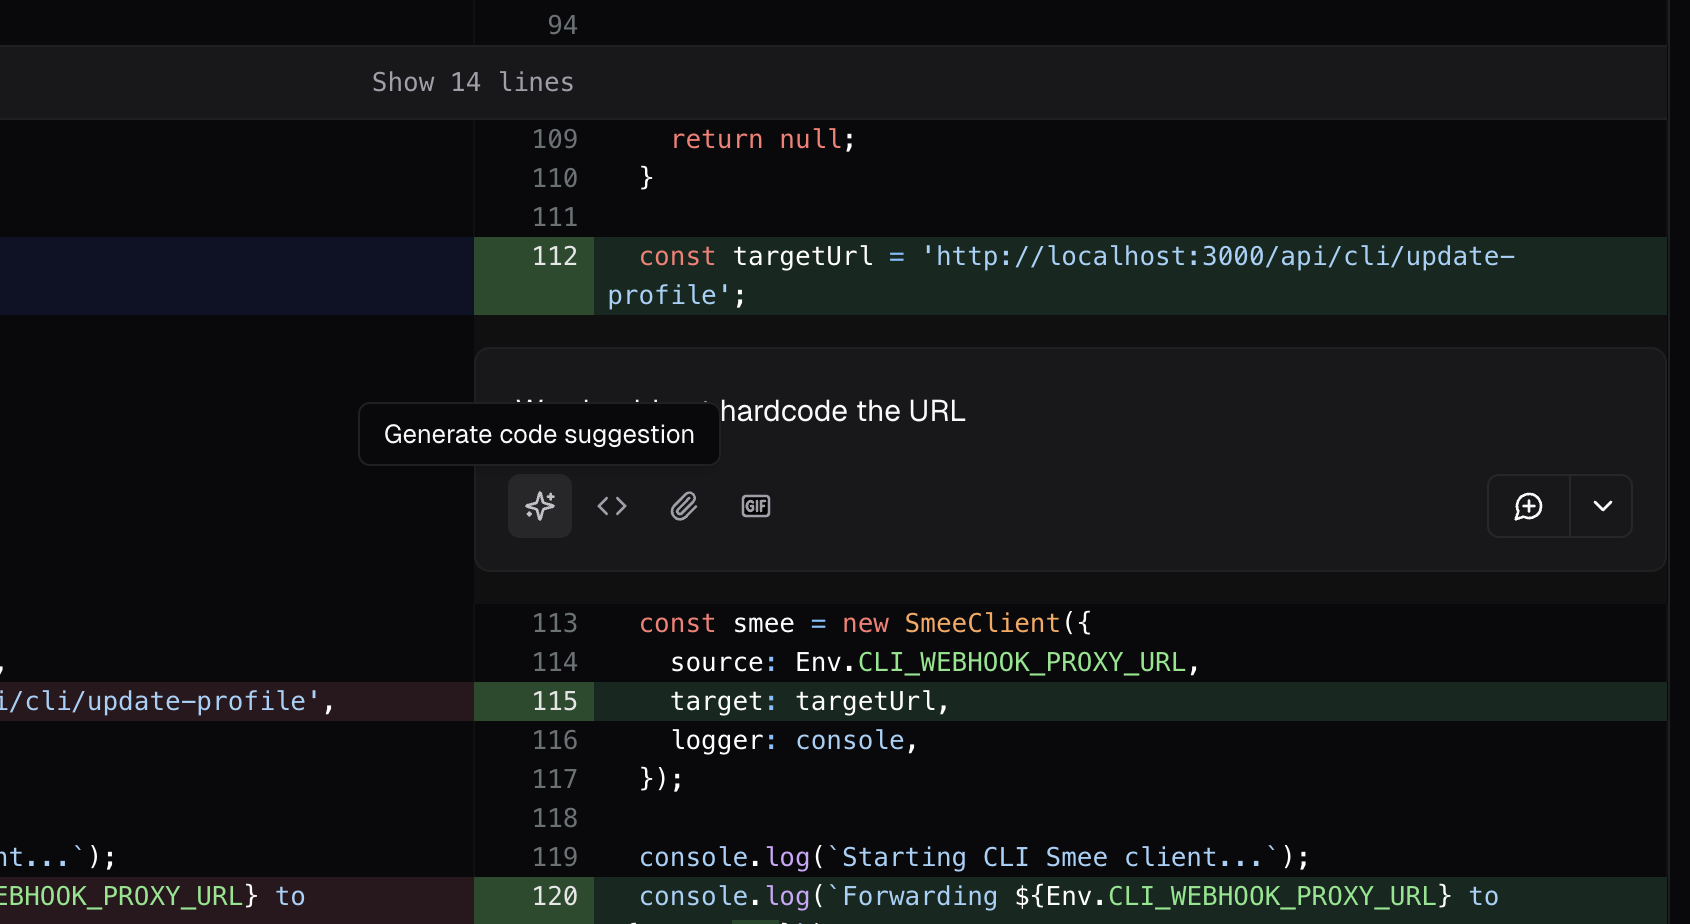 94
Show 14 lines
109 return null;
110 }
111
112 const targetUrl = 'http://localhost:3000/api/cli/update-
profile';
hardcode the URL
Generate code suggestion
GIF
113 const smee = new SmeeClient({
, 114 source: Env.CLI_WEBHOOK_PROXY_URL,
i/cli/update-profile', 115 target: targetUrl,
116 logger: console,
117 });
118
nt...`); 119 console.log(`Starting CLI Smee client...`);
EBHOOK_PROXY_URL} to 120 console.log(`Forwarding ${Env.CLI_WEBHOOK_PROXY_URL} to